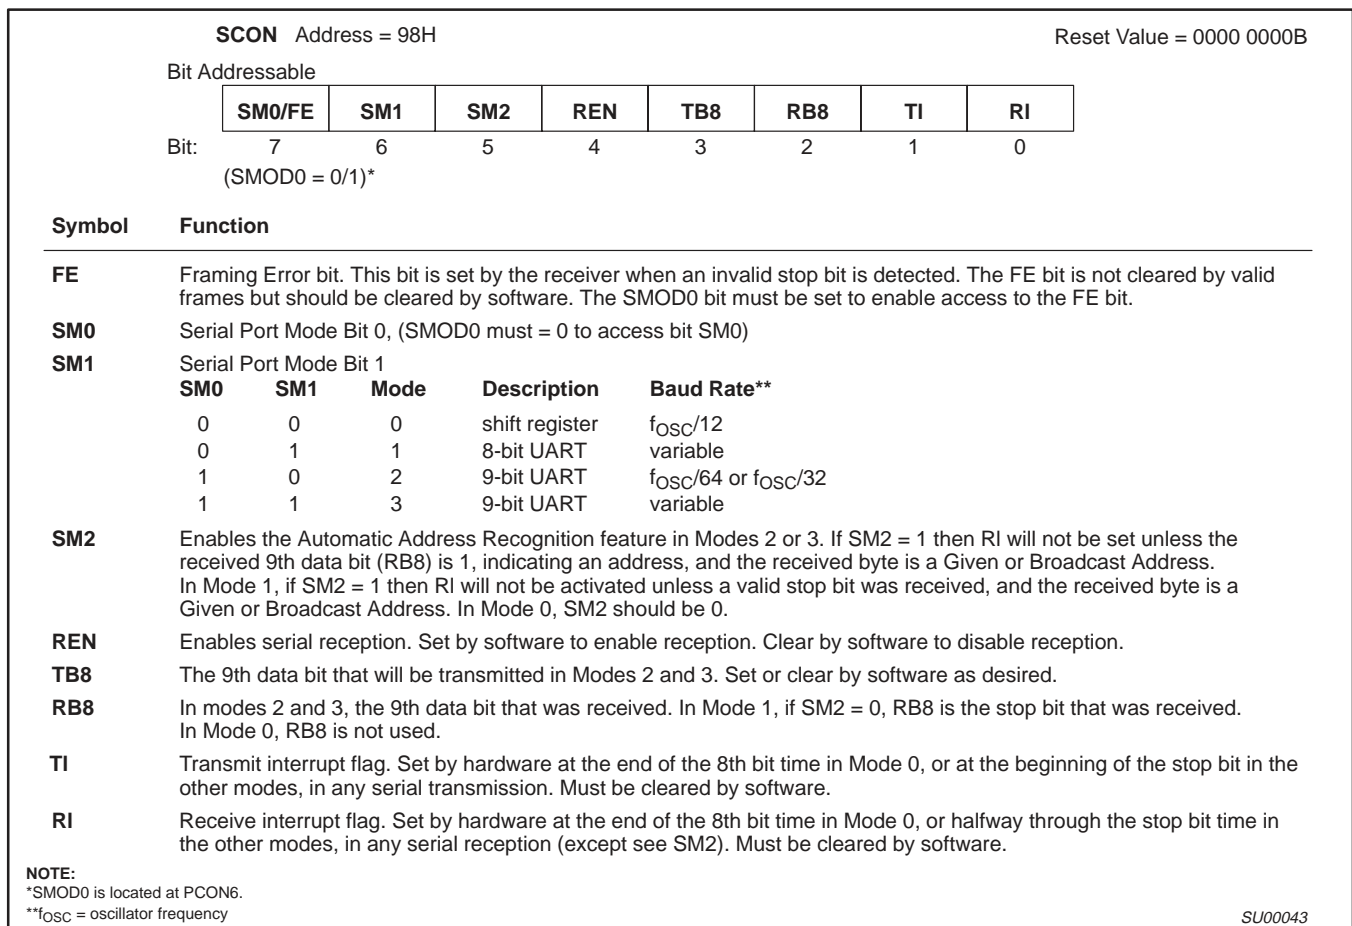 SCON Address = 98H Reset Value = 0000 0000B
Bit Addressable
SM0/FE SM1 SM2 REN TB8 RB8 TI RI
Bit: 7 6 5 4 3 2 1 0
(SMOD0 = 0/1)*
Symbol Function
FE Framing Error bit. This bit is set by the receiver when an invalid stop bit is detected. The FE bit is not cleared by valid
frames but should be cleared by software. The SMOD0 bit must be set to enable access to the FE bit.
SM0 Serial Port Mode Bit 0, (SMOD0 must = 0 to access bit SM0)
SM1 Serial Port Mode Bit 1
SM0 SM1 Mode Description Baud Rate**
0 0 0 shift register fOSC/12
0 1 1 8-bit UART variable
1 0 2 9-bit UART fOSC/64 or fOSC/32
1 1 3 9-bit UART variable
SM2 Enables the Automatic Address Recognition feature in Modes 2 or 3. If SM2 = 1 then RI will not be set unless the
received 9th data bit (RB8) is 1, indicating an address, and the received byte is a Given or Broadcast Address.
In Mode 1, if SM2 = 1 then RI will not be activated unless a valid stop bit was received, and the received byte is a
Given or Broadcast Address. In Mode 0, SM2 should be 0.
REN Enables serial reception. Set by software to enable reception. Clear by software to disable reception.
TB8 The 9th data bit that will be transmitted in Modes 2 and 3. Set or clear by software as desired.
RB8 In modes 2 and 3, the 9th data bit that was received. In Mode 1, if SM2 = 0, RB8 is the stop bit that was received.
In Mode 0, RB8 is not used.
TI Transmit interrupt flag. Set by hardware at the end of the 8th bit time in Mode 0, or at the beginning of the stop bit in the
other modes, in any serial transmission. Must be cleared by software.
RI Receive interrupt flag. Set by hardware at the end of the 8th bit time in Mode 0, or halfway through the stop bit time in
the other modes, in any serial reception (except see SM2). Must be cleared by software.
NOTE:
*SMOD0 is located at PCON6.
**fOSC = oscillator frequency SU00043